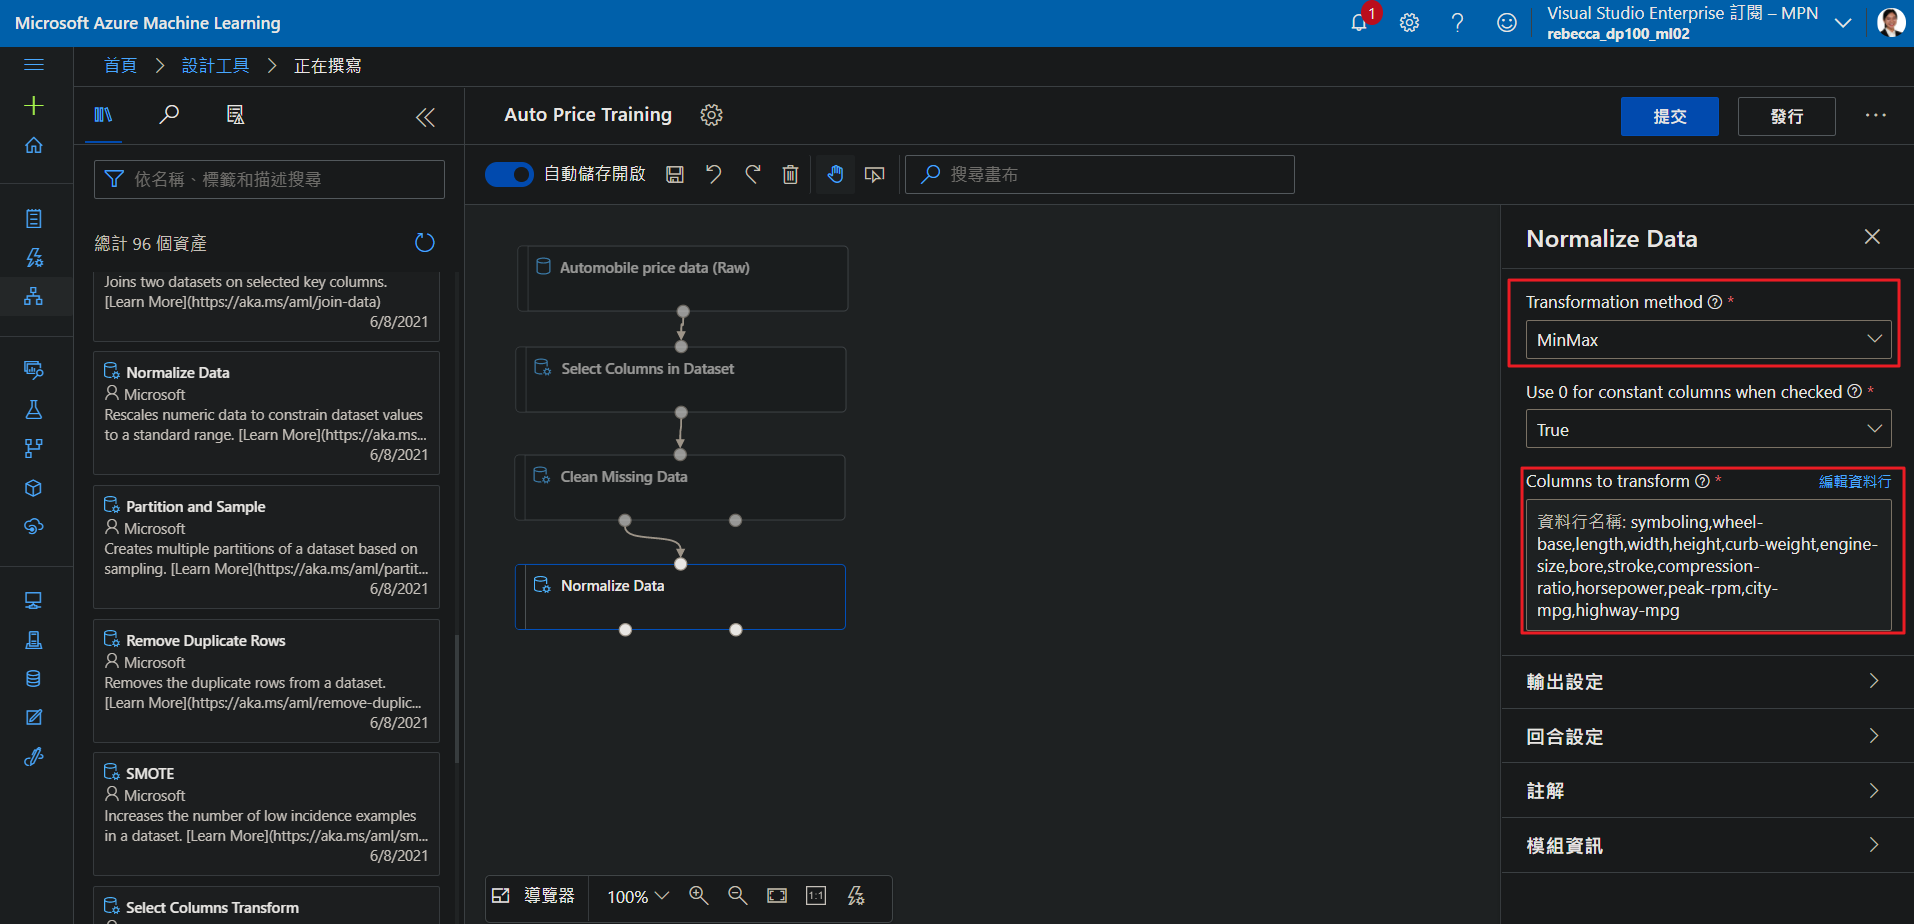 Microsoft Azure Machine Learning
1
Visual Studio Enterprise 訂閱 – MPN
rebecca_dp100_ml02
首頁 > 設計工具 > 正在撰寫
Auto Price Training
提交
發行
依名稱、標籤和描述搜尋
自動儲存開啟
搜尋畫布
總計 96 個資產
Joins two datasets on selected key columns.
[Learn More](https://aka.ms/aml/join-data)
6/8/2021
Normalize Data
Microsoft
Rescales numeric data to constrain dataset values
to a standard range. [Learn More](https://aka.ms...
6/8/2021
Partition and Sample
Microsoft
Creates multiple partitions of a dataset based on
sampling. [Learn More](https://aka.ms/aml/partit...
6/8/2021
Remove Duplicate Rows
Microsoft
Removes the duplicate rows from a dataset.
[Learn More](https://aka.ms/aml/remove-duplic...
6/8/2021
SMOTE
Microsoft
Increases the number of low incidence examples
in a dataset. [Learn More](https://aka.ms/aml/sm...
6/8/2021
Select Columns Transform
Automobile price data (Raw)
Select Columns in Dataset
Clean Missing Data
Normalize Data
導覽器
100%
1:1
Normalize Data
Transformation method *
MinMax
Use 0 for constant columns when checked *
True
Columns to transform *
編輯資料行
資料行名稱: symboling,wheel-
base,length,width,height,curb-weight,engine-
size,bore,stroke,compression-
ratio,horsepower,peak-rpm,city-
mpg,highway-mpg
輸出設定
回合設定
註解
模組資訊